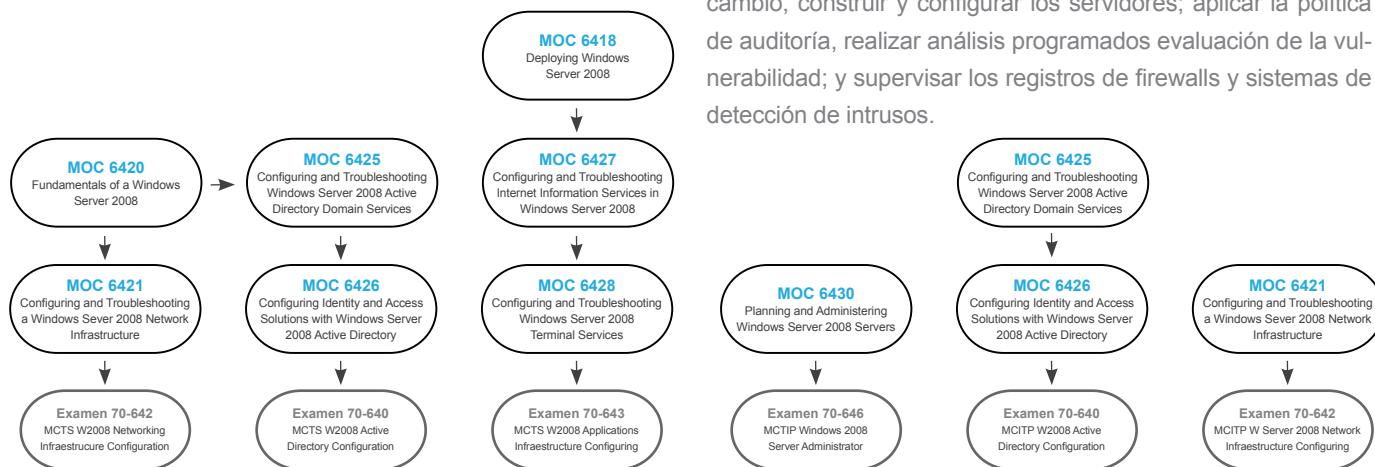 cambio, construir y configurar los servidores; aplicar la política
de auditoría, realizar análisis programados evaluación de la vul-
nerabilidad; y supervisar los registros de firewalls y sistemas de
detección de intrusos.
MOC 6418
Deploying Windows
Server 2008
MOC 6420
Fundamentals of a Windows
Server 2008
MOC 6425
Configuring and Troubleshooting
Windows Server 2008 Active
Directory Domain Services
MOC 6427
Configuring and Troubleshooting
Internet Information Services in
Windows Server 2008
MOC 6425
Configuring and Troubleshooting
Windows Server 2008 Active
Directory Domain Services
MOC 6421
Configuring and Troubleshooting
a Windows Sever 2008 Network
Infrastructure
MOC 6426
Configuring Identity and Access
Solutions with Windows Server
2008 Active Directory
MOC 6428
Configuring and Troubleshooting
Windows Server 2008
Terminal Services
MOC 6430
Planning and Administering
Windows Server 2008 Servers
MOC 6426
Configuring Identity and Access
Solutions with Windows Server
2008 Active Directory
MOC 6421
Configuring and Troubleshooting
a Windows Sever 2008 Network
Infrastructure
Examen 70-642
MCTS W2008 Networking
Infraestrucure Configuration
Examen 70-640
MCTS W2008 Active
Directory Configuration
Examen 70-643
MCTS W2008 Applications
Infrastructure Configuring
Examen 70-646
MCTIP Windows 2008
Server Administrator
Examen 70-640
MCITP W2008 Active
Directory Configuration
Examen 70-642
MCITP W Server 2008 Network
Infraestructure Configuring